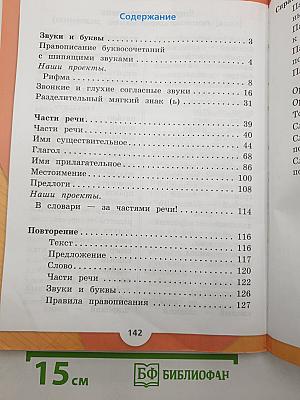 Содержание
Звуки и буквы ........ 3
Правописание буквосочетаний
с шипящими звуками ........ 4
Наши проекты.
Рифма ........ 8
Звонкие и глухие согласные звуки ........ 16
Разделительный мягкий знак (ь) ........ 31
Части речи ........ 39
Части речи ........ 40
Имя существительное ........ 44
Глагол ........ 68
Имя прилагательное ........ 86
Местоимение ........ 100
Предлоги ........ 108
Наши проекты.
В словари — за частями речи! ........ 114
Повторение ........ 116
Текст ........ 116
Предложение ........ 117
Слово ........ 120
Части речи ........ 122
Звуки и буквы ........ 126
Правила правописания ........ 127
142
15 см
БФ БИБЛИОФАН